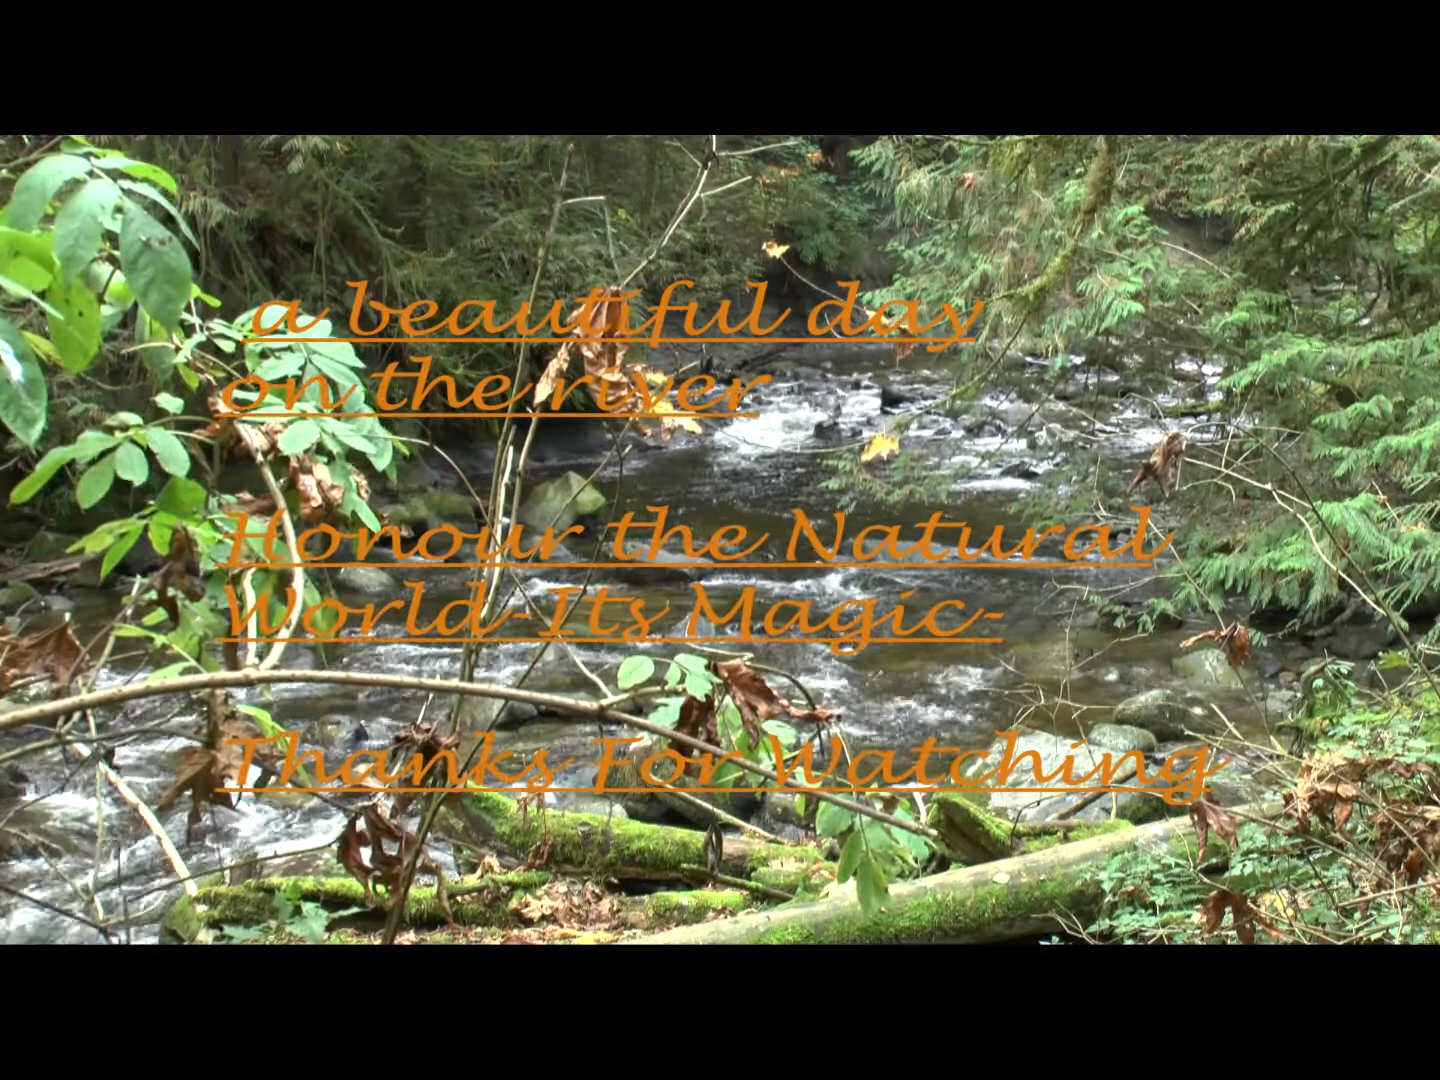 a beautiful day
on the river
Honour the Natural
World-Its Magic-
Thanks For Watching